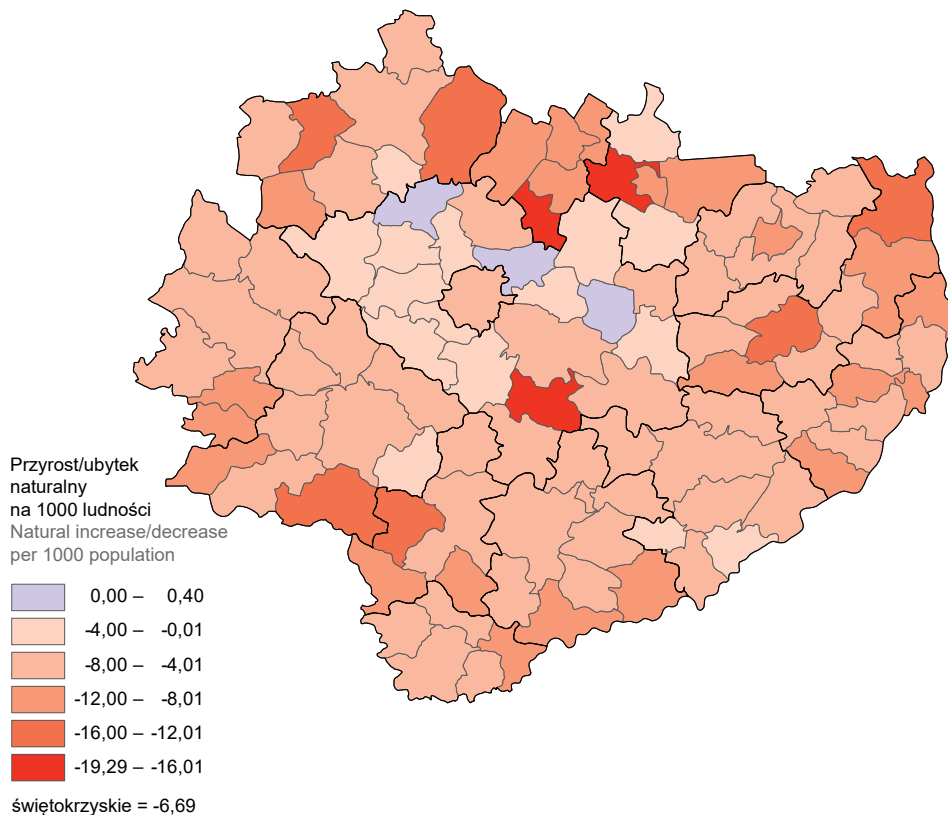 Przyrost/ubytek
naturalny
na 1000 ludności
Natural increase/decrease
per 1000 population
0,00 – 0,40
-4,00 – -0,01
-8,00 – -4,01
-12,00 – -8,01
-16,00 – -12,01
-19,29 – -16,01
świętokrzyskie = -6,69